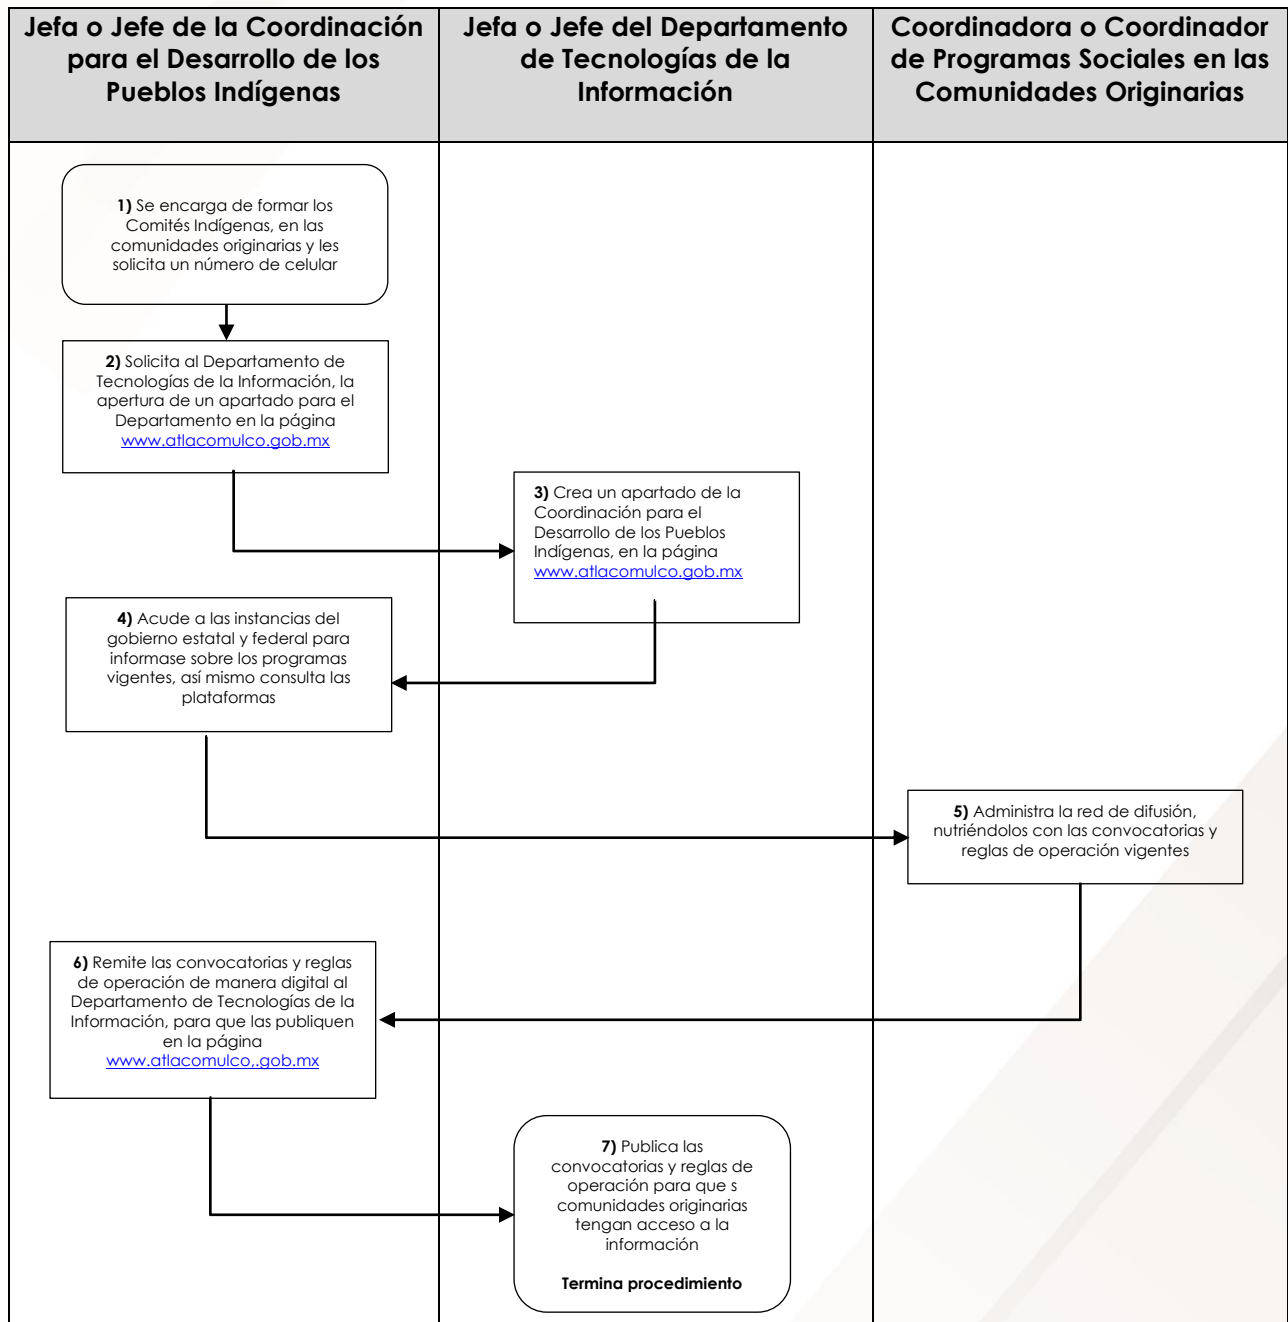 Jefa o Jefe de la Coordinación
para el Desarrollo de los
Pueblos Indígenas
Jefa o Jefe del Departamento
de Tecnologías de la
Información
Coordinadora o Coordinador
de Programas Sociales en las
Comunidades Originarias
1) Se encarga de formar los
Comités Indígenas, en las
comunidades originarias y les
solicita un número de celular
2) Solicita al Departamento de
Tecnologías de la Información, la
apertura de un apartado para el
Departamento en la página
www.atlacomulco.gob.mx
3) Crea un apartado de la
Coordinación para el
Desarrollo de los Pueblos
Indígenas, en la página
www.atlacomulco.gob.mx
4) Acude a las instancias del
gobierno estatal y federal para
informase sobre los programas
vigentes, así mismo consulta las
plataformas
5) Administra la red de difusión,
nutriéndolos con las convocatorias y
reglas de operación vigentes
6) Remite las convocatorias y reglas
de operación de manera digital al
Departamento de Tecnologías de la
Información, para que las publiquen
en la página
www.atlacomulco,.gob.mx
7) Publica las
convocatorias y reglas de
operación para que s
comunidades originarias
tengan acceso a la
información
Termina procedimiento